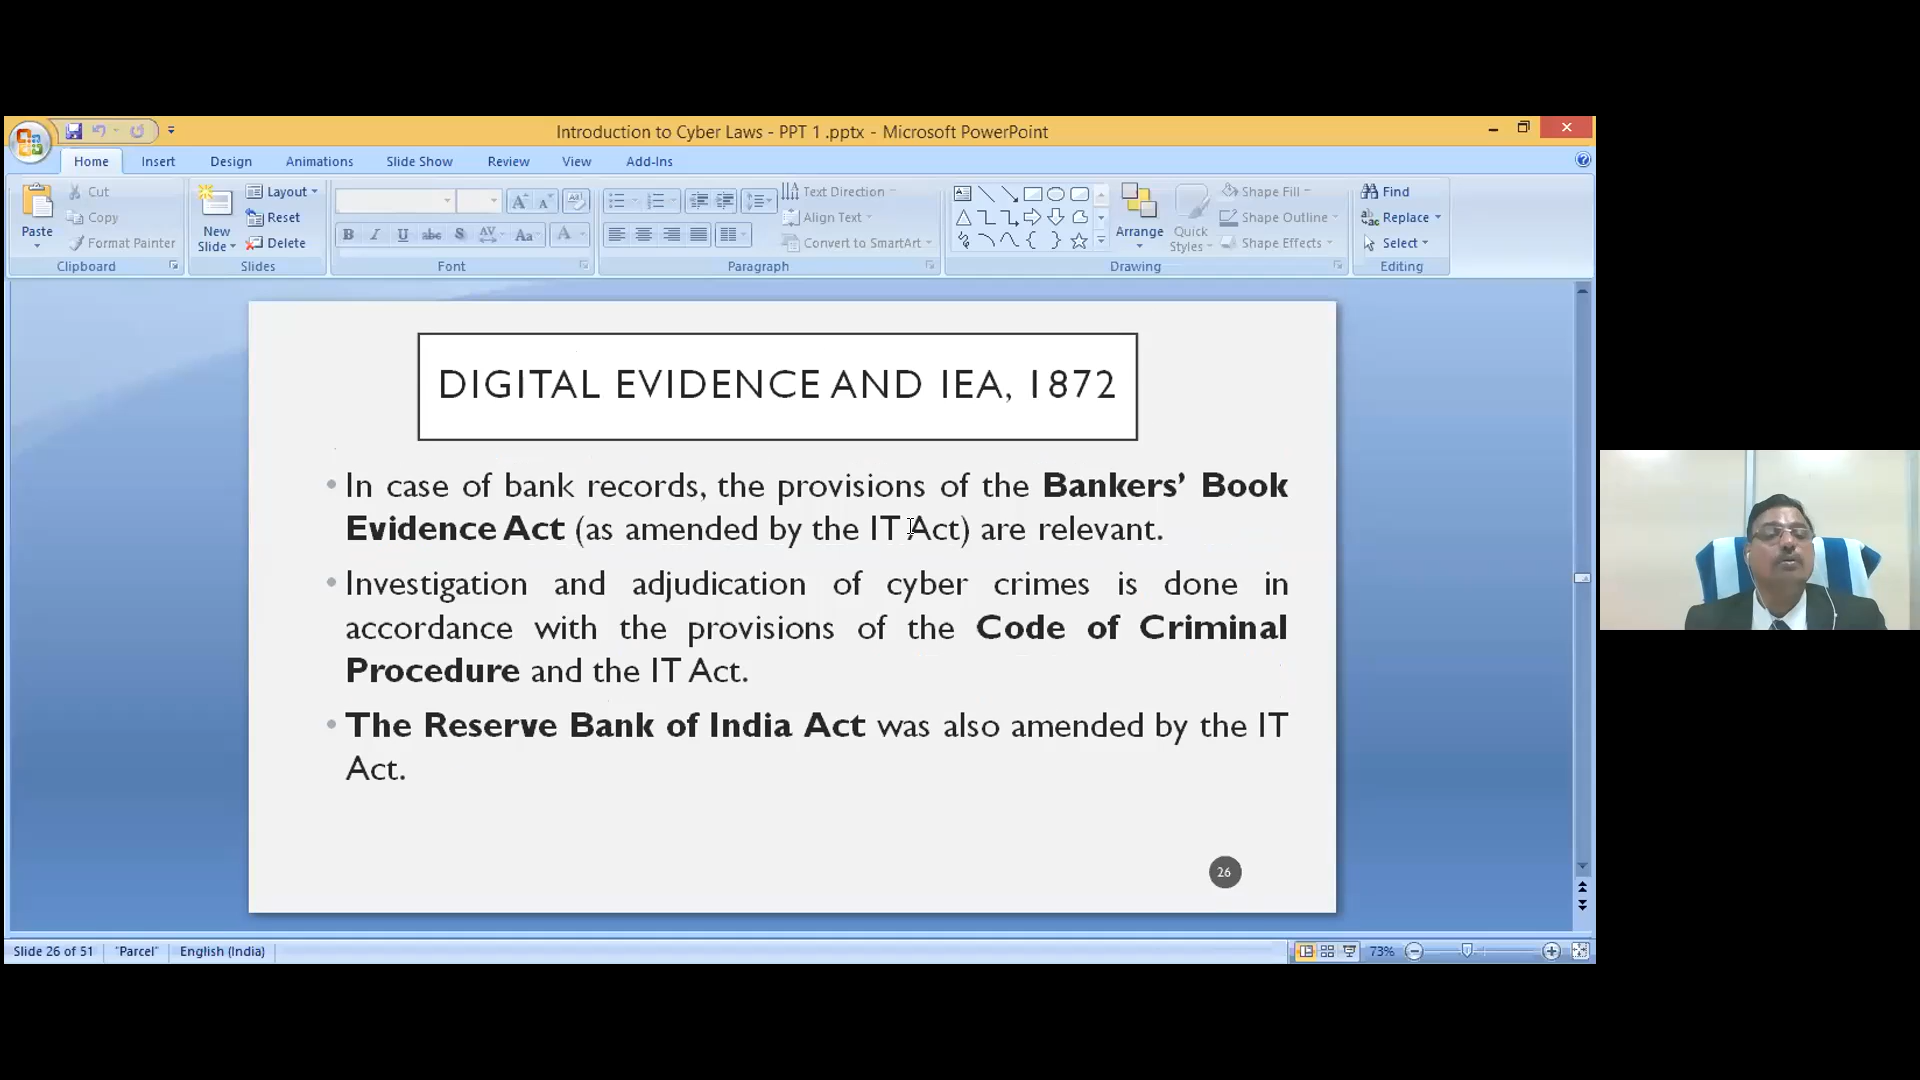 Introduction to Cyber Laws - PPT 1 .pptx - Microsoft PowerPoint
Home Insert Design Animations Slide Show Review View Add-Ins
Paste
Cut
Copy
Format Painter
Clipboard
New
Slide
Layout
Reset
Delete
Slides
Font
Text Direction
Align Text
Convert to SmartArt
Paragraph
Arrange
Quick
Styles
Shape Fill
Shape Outline
Shape Effects
Drawing
Find
Replace
Select
Editing
DIGITAL EVIDENCE AND IEA, 1872
• In case of bank records, the provisions of the Bankers’ Book
Evidence Act (as amended by the IT Act) are relevant.
• Investigation and adjudication of cyber crimes is done in
accordance with the provisions of the Code of Criminal
Procedure and the IT Act.
• The Reserve Bank of India Act was also amended by the IT
Act.
26
Slide 26 of 51 "Parcel" English (India) 73%